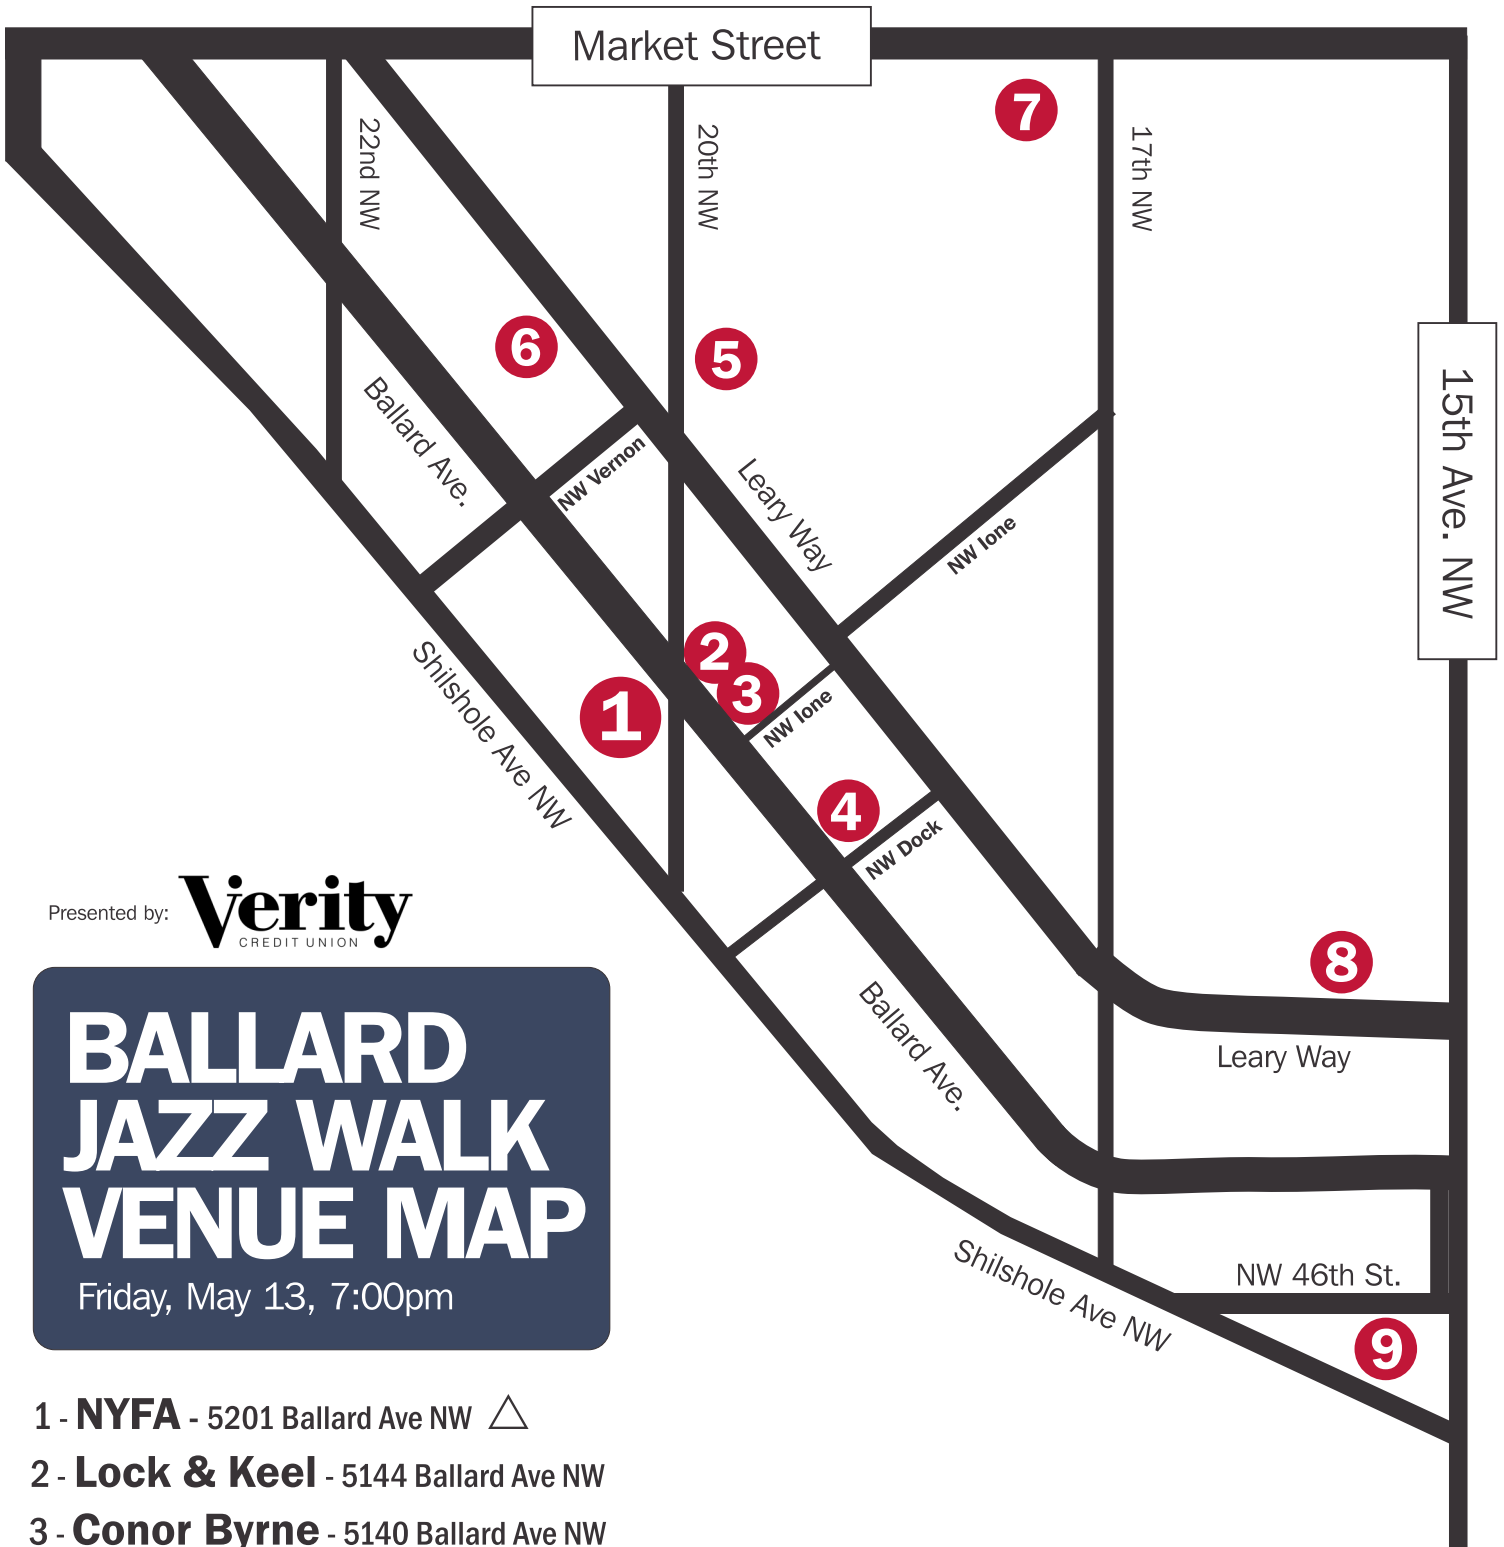 Market Street
7
22nd NW
20th NW
17th NW
6
5
15th Ave. NW
Ballard Ave.
NW Vernon
Leary Way
NW Ione
2
3
1
NW Ione
Shilshole Ave NW
4
NW Dock
Presented by:
Verity
CREDIT UNION
8
Ballard Ave.
Leary Way
BALLARD
JAZZ WALK
VENUE MAP
Friday, May 13, 7:00pm
NW 46th St.
Shilshole Ave NW
9
1 - NYFA - 5201 Ballard Ave NW
2 - Lock & Keel - 5144 Ballard Ave NW
3 - Conor Byrne - 5140 Ballard Ave NW